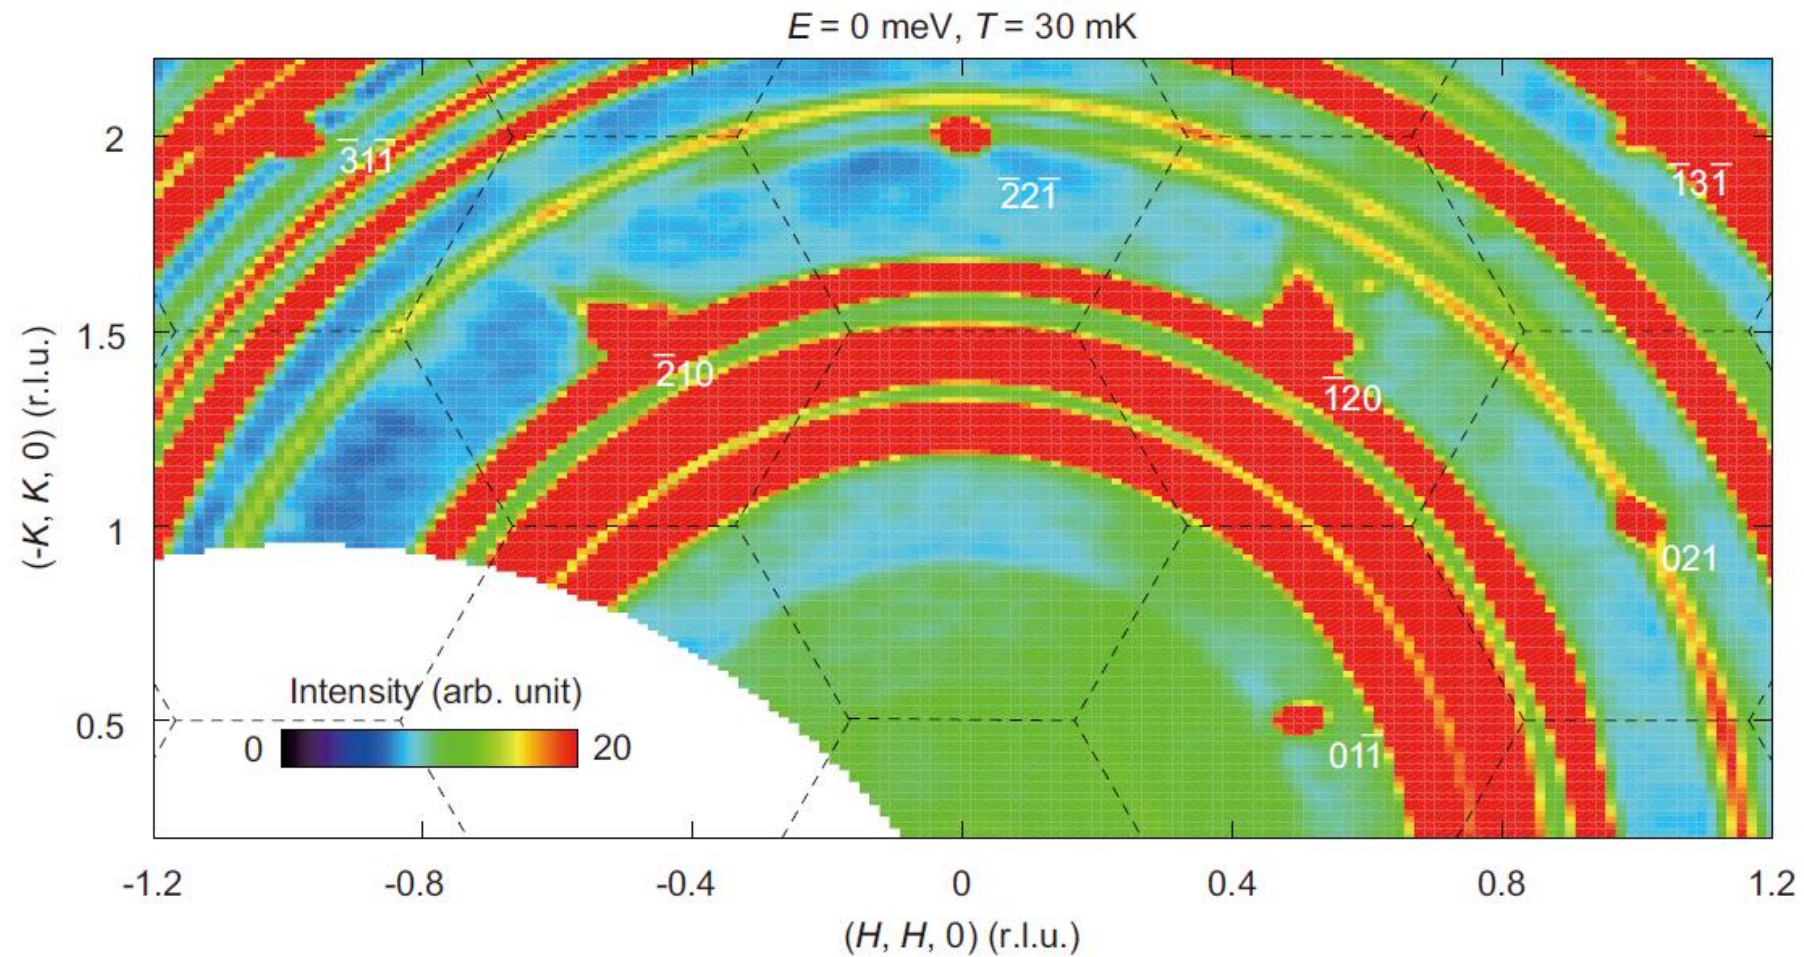 E = 0 meV, T = 30 mK
2
1.5
1
0.5
(-K, K, 0) (r.l.u.)
3̅11̅
2̅21̅
1̅31̅
2̅10
1̅20
021
011̅
Intensity (arb. unit)
0 20
-1.2 -0.8 -0.4 0 0.4 0.8 1.2
(H, H, 0) (r.l.u.)